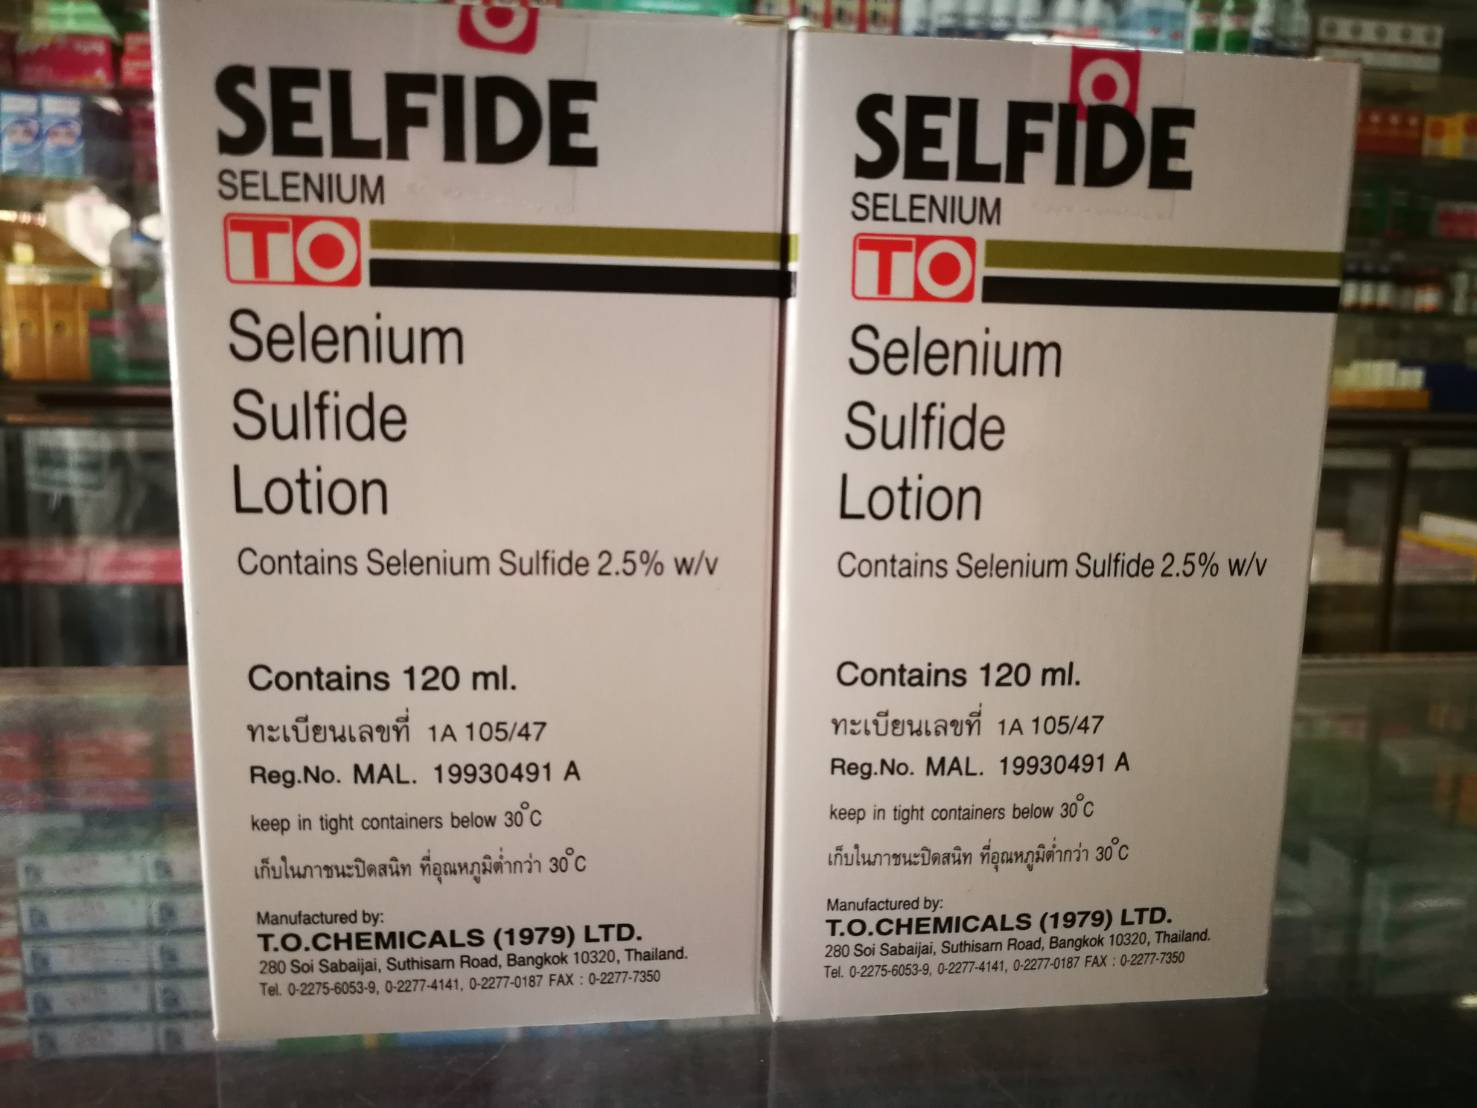 SELFIDE
SELENIUM
TO
Selenium
Sulfide
Lotion
Contains Selenium Sulfide 2.5% w/v
Contains 120 ml.
ทะเบียนเลขที่ 1A 105/47
Reg.No. MAL. 19930491 A
keep in tight containers below 30°C
เก็บในภาชนะปิดสนิท ที่อุณหภูมิต่ำกว่า 30°C
Manufactured by:
T.O.CHEMICALS (1979) LTD.
280 Soi Sabaijai, Suthisarn Road, Bangkok 10320, Thailand.
Tel. 0-2275-6053-9, 0-2277-4141, 0-2277-0187 FAX : 0-2277-7350
SELFIDE
SELENIUM
TO
Selenium
Sulfide
Lotion
Contains Selenium Sulfide 2.5% w/v
Contains 120 ml.
ทะเบียนเลขที่ 1A 105/47
Reg.No. MAL. 19930491 A
keep in tight containers below 30°C
เก็บในภาชนะปิดสนิท ที่อุณหภูมิต่ำกว่า 30°C
Manufactured by:
T.O.CHEMICALS (1979) LTD.
280 Soi Sabaijai, Suthisarn Road, Bangkok 10320, Thailand.
Tel. 0-2275-6053-9, 0-2277-4141, 0-2277-0187 FAX : 0-2277-7350